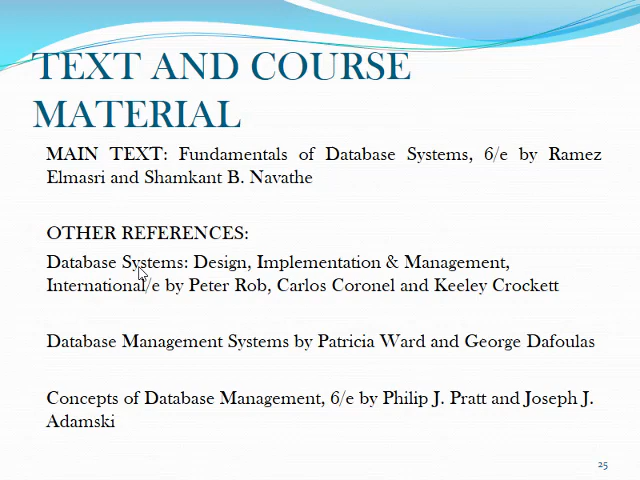 TEXT AND COURSE
MATERIAL
MAIN TEXT: Fundamentals of Database Systems, 6/e by Ramez
Elmasri and Shamkant B. Navathe
OTHER REFERENCES:
Database Systems: Design, Implementation & Management,
International/e by Peter Rob, Carlos Coronel and Keeley Crockett
Database Management Systems by Patricia Ward and George Dafoulas
Concepts of Database Management, 6/e by Philip J. Pratt and Joseph J.
Adamski
25